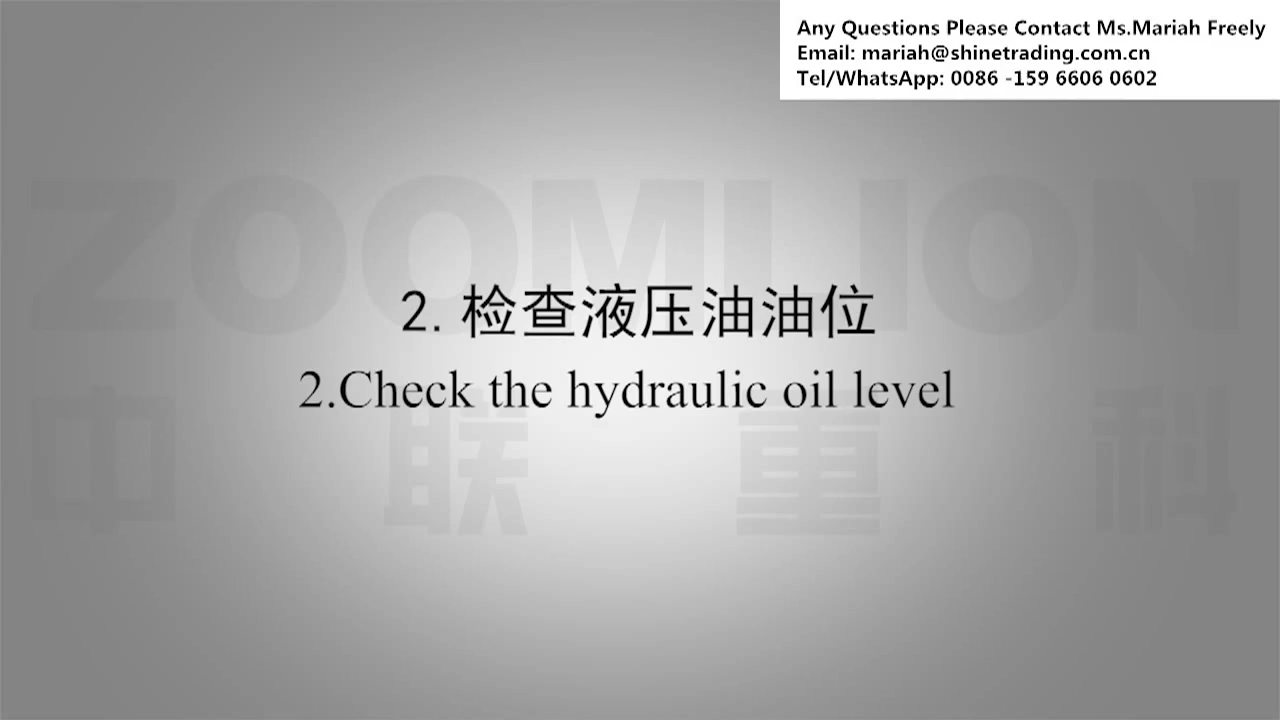 Any Questions Please Contact Ms.Mariah Freely
Email: mariah@shinetrading.com.cn
Tel/WhatsApp: 0086 -159 6606 0602
ZOOMLION
2.检查液压油油位
2.Check the hydraulic oil level
中联重科